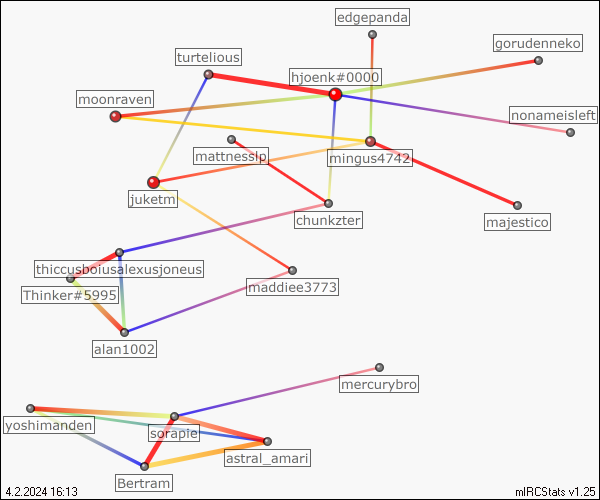 edgepanda
gorudenneko
turtelious
hjoenk#0000
moonraven
nonameisleft
mattnesslp
mingus4742
juketm
chunkzter
majestico
thiccusboiusalexusjoneus
Thinker#5995
maddiee3773
alan1002
mercurybro
yoshimanden
sorapie
astral_amari
Bertram
4.2.2024 16:13
mIRCStats v1.25